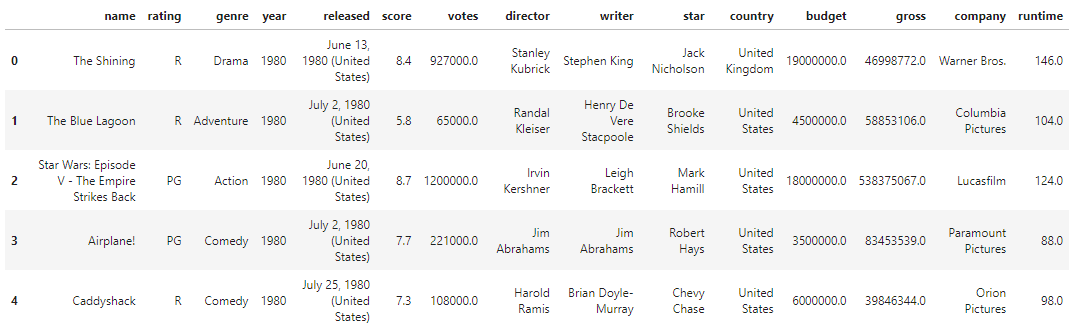 name rating genre year released score votes director writer star country budget gross company runtime
0 The Shining R Drama 1980 June 13, 1980 (United States) 8.4 927000.0 Stanley Kubrick Stephen King Jack Nicholson United Kingdom 19000000.0 46998772.0 Warner Bros. 146.0
1 The Blue Lagoon R Adventure 1980 July 2, 1980 (United States) 5.8 65000.0 Randal Kleiser Henry De Vere Stacpoole Brooke Shields United States 4500000.0 58853106.0 Columbia Pictures 104.0
2 Star Wars: Episode V - The Empire Strikes Back PG Action 1980 June 20, 1980 (United States) 8.7 1200000.0 Irvin Kershner Leigh Brackett Mark Hamill United States 18000000.0 538375067.0 Lucasfilm 124.0
3 Airplane! PG Comedy 1980 July 2, 1980 (United States) 7.7 221000.0 Jim Abrahams Jim Abrahams Robert Hays United States 3500000.0 83453539.0 Paramount Pictures 88.0
4 Caddyshack R Comedy 1980 July 25, 1980 (United States) 7.3 108000.0 Harold Ramis Brian Doyle-Murray Chevy Chase United States 6000000.0 39846344.0 Orion Pictures 98.0